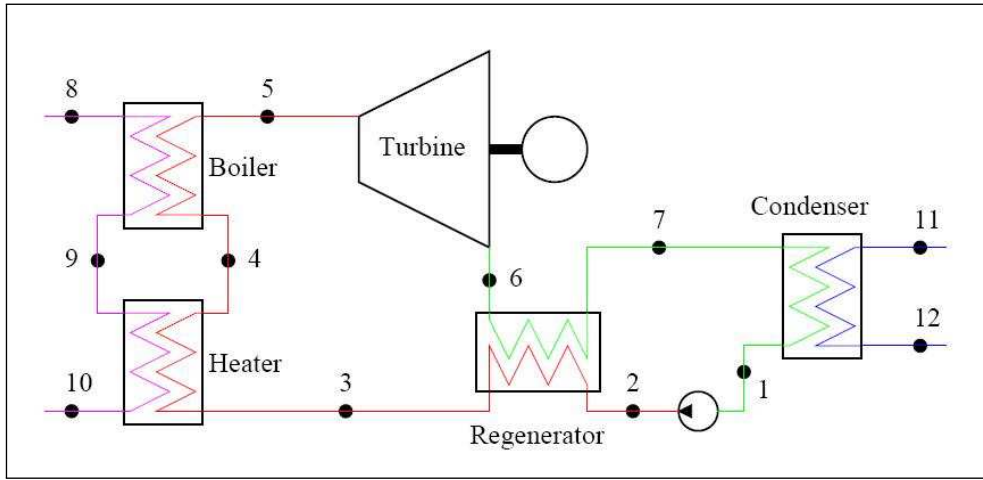 8
5
Turbine
Boiler
Condenser
7
11
9
4
6
12
Heater
10
3
2
1
Regenerator